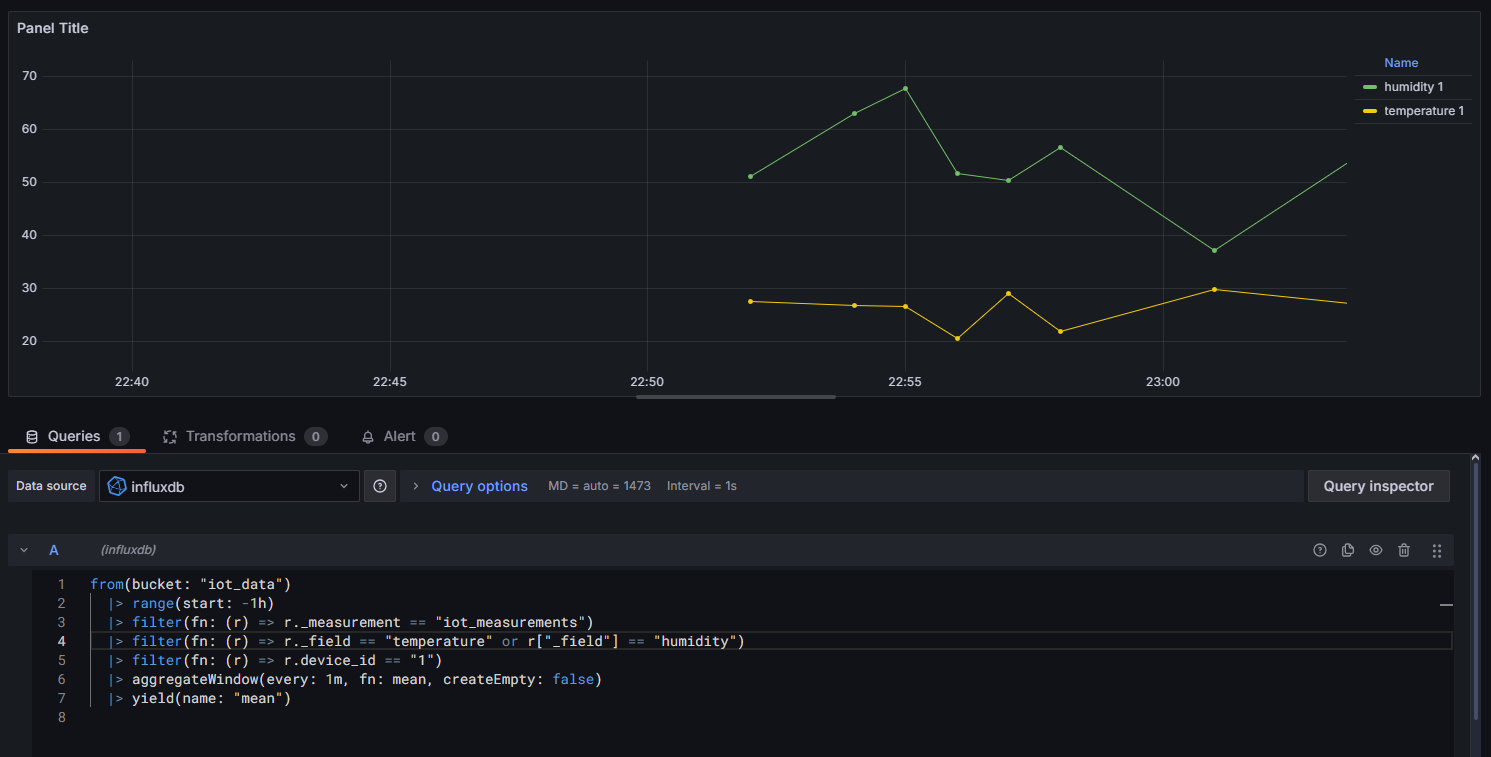 Panel Title
Name
humidity 1
temperature 1
70
60
50
40
30
20
22:40 22:45 22:50 22:55 23:00
Queries 1 Transformations 0 Alert 0
Data source influxdb Query options MD = auto = 1473 Interval = 1s Query inspector
A (influxdb)
1 from(bucket: "iot_data")
2 |> range(start: -1h)
3 |> filter(fn: (r) => r._measurement == "iot_measurements")
4 |> filter(fn: (r) => r._field == "temperature" or r["_field"] == "humidity")
5 |> filter(fn: (r) => r.device_id == "1")
6 |> aggregateWindow(every: 1m, fn: mean, createEmpty: false)
7 |> yield(name: "mean")
8